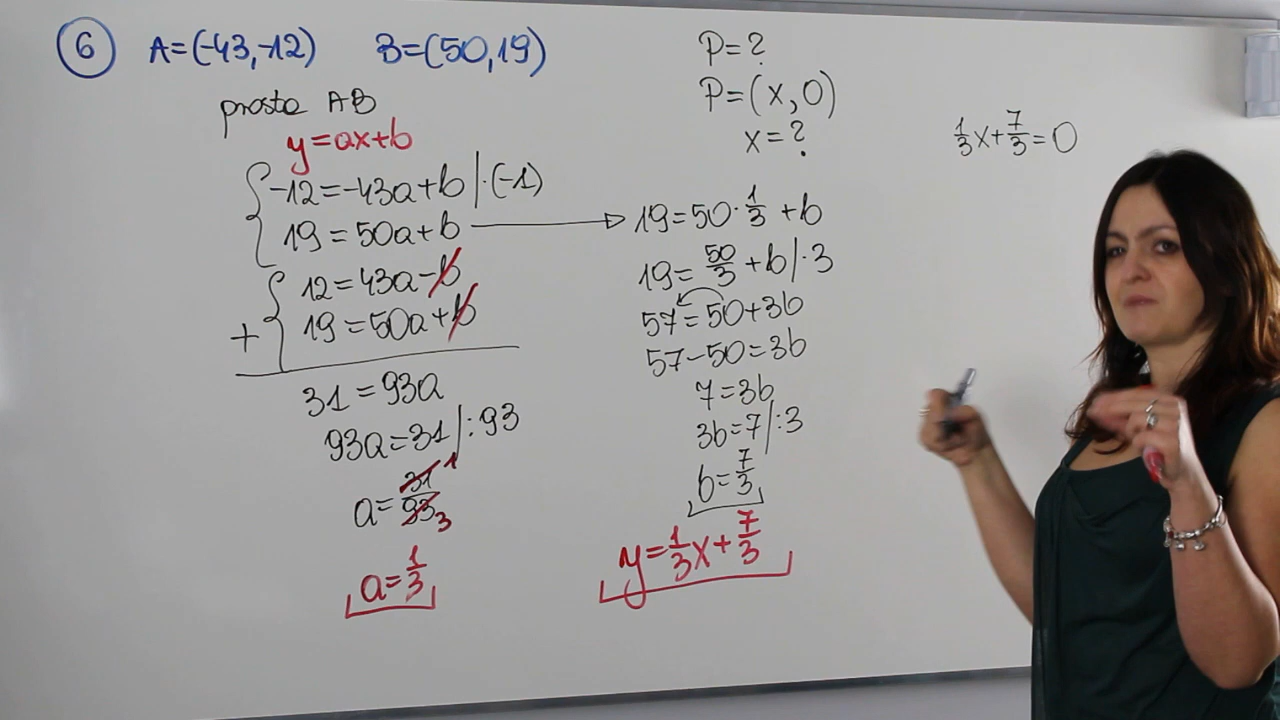 6 A=(-43,-12) B=(50,19)
prosta AB
y=ax+b
-12=-43a+b |·(-1)
19=50a+b
12=43a-b
+ 19=50a+b
31=93a
93a=31 |:93
a=31/93 1 3
a=1/3
19=50·1/3+b
19=50/3+b |·3
57=50+3b
57-50=3b
7=3b
3b=7 |:3
b=7/3
y=1/3x+7/3
P=?
P=(x,0)
x=?
1/3x+7/3=0